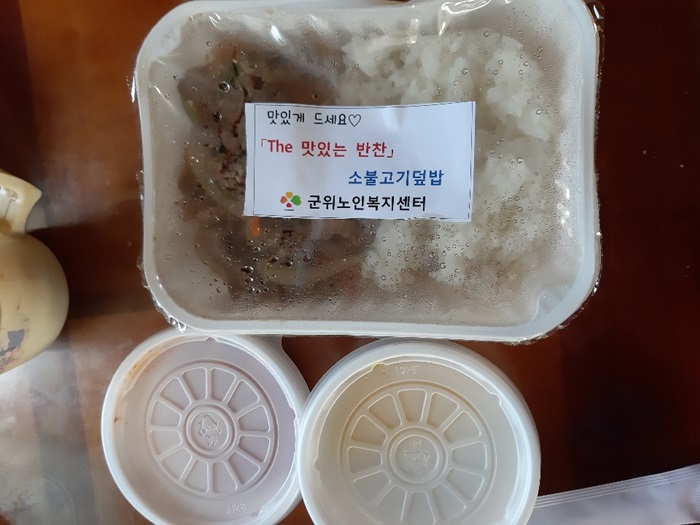 맛있게 드세요♡
「The 맛있는 반찬」
소불고기덮밥
군위노인복지센터